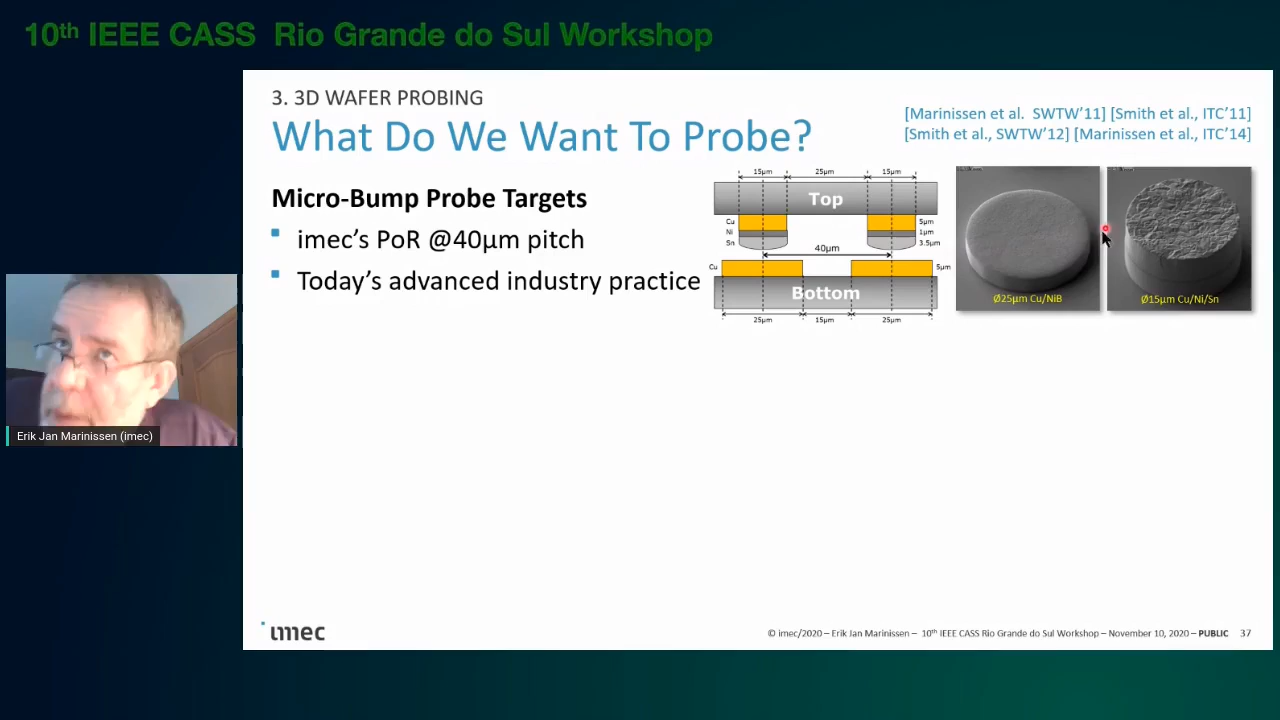 10th IEEE CASS Rio Grande do Sul Workshop
3. 3D WAFER PROBING
What Do We Want To Probe?
[Marinissen et al. SWTW'11] [Smith et al., ITC'11]
[Smith et al., SWTW'12] [Marinissen et al., ITC'14]
Micro-Bump Probe Targets
imec's PoR @40µm pitch
Today's advanced industry practice
15µm 25µm 15µm
Top
Cu 5µm
Ni 1µm
Sn 3.5µm
40µm
Cu 5µm
Bottom
25µm 15µm 25µm
Ø25µm Cu/NiB
Ø15µm Cu/Ni/Sn
Erik Jan Marinissen (imec)
imec
© imec/2020 – Erik Jan Marinissen – 10th IEEE CASS Rio Grande do Sul Workshop – November 10, 2020 – PUBLIC 37